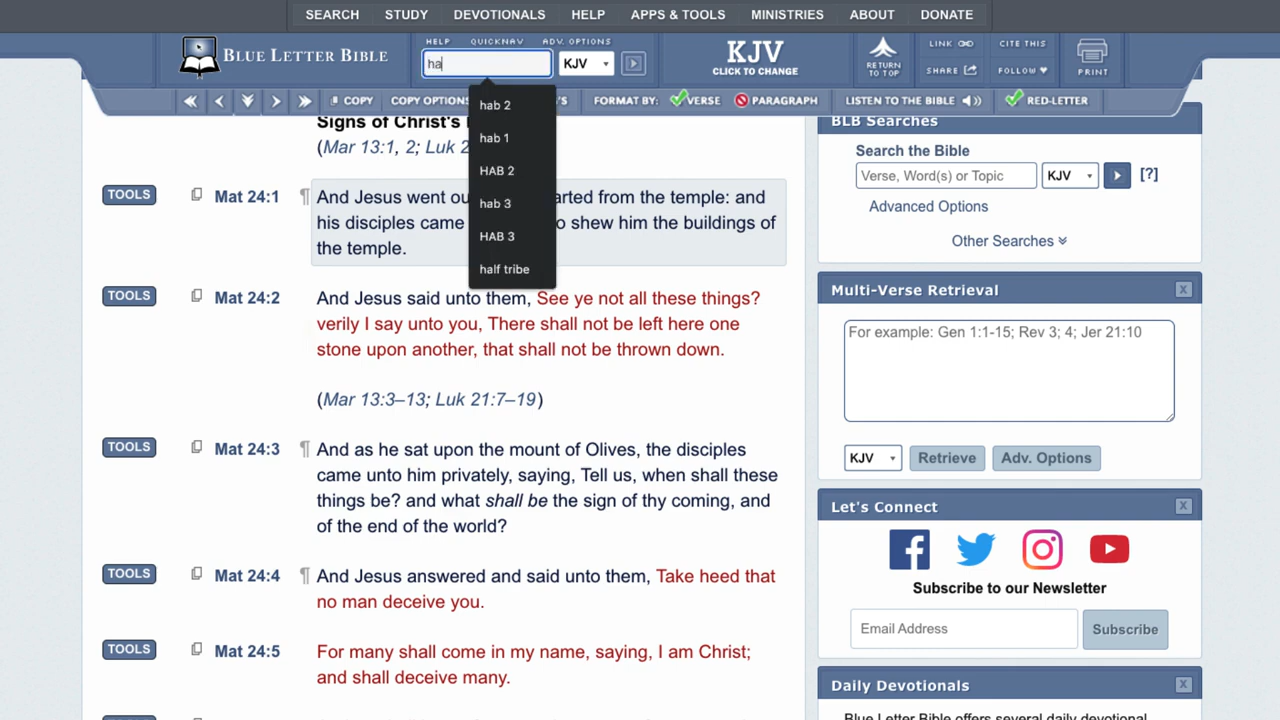 SEARCH STUDY DEVOTIONALS HELP APPS & TOOLS MINISTRIES ABOUT DONATE
BLUE LETTER BIBLE
HELP QUICKNAV ADV. OPTIONS
ha KJV
KJV
CLICK TO CHANGE
RETURN
TO TOP
LINK
SHARE
CITE THIS
FOLLOW
PRINT
COPY COPY OPTIONS 'S FORMAT BY: VERSE PARAGRAPH LISTEN TO THE BIBLE RED-LETTER
hab 2
hab 1
HAB 2
hab 3
HAB 3
half tribe
Signs of Christ's
(Mar 13:1, 2; Luk 2
TOOLS Mat 24:1 ¶ And Jesus went ou arted from the temple: and
his disciples came o shew him the buildings of
the temple.
TOOLS Mat 24:2 And Jesus said unto them, See ye not all these things?
verily I say unto you, There shall not be left here one
stone upon another, that shall not be thrown down.
(Mar 13:3–13; Luk 21:7–19)
TOOLS Mat 24:3 ¶ And as he sat upon the mount of Olives, the disciples
came unto him privately, saying, Tell us, when shall these
things be? and what shall be the sign of thy coming, and
of the end of the world?
TOOLS Mat 24:4 ¶ And Jesus answered and said unto them, Take heed that
no man deceive you.
TOOLS Mat 24:5 For many shall come in my name, saying, I am Christ;
and shall deceive many.
BLB Searches
Search the Bible
Verse, Word(s) or Topic KJV [?]
Advanced Options
Other Searches
Multi-Verse Retrieval X
For example: Gen 1:1-15; Rev 3; 4; Jer 21:10
KJV Retrieve Adv. Options
Let's Connect X
Subscribe to our Newsletter
Email Address Subscribe
Daily Devotionals X
Blue Letter Bible offers several daily devotional